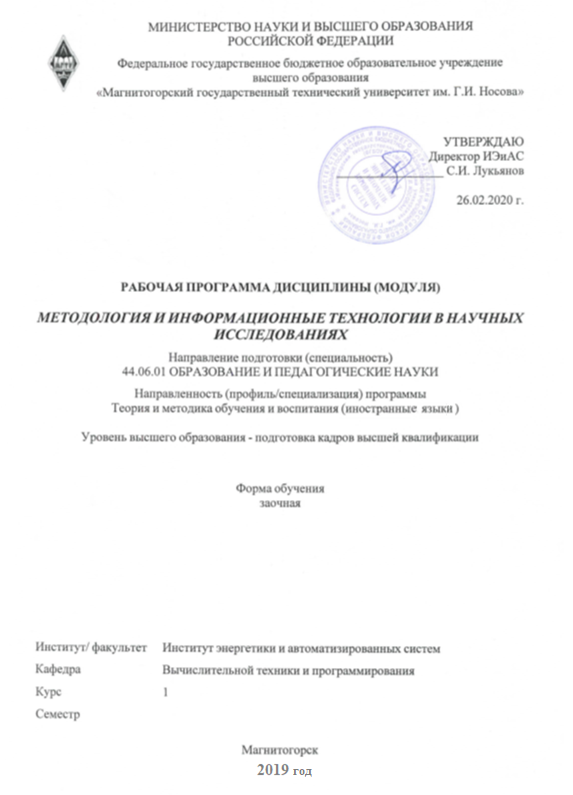 МИНИСТЕРСТВО НАУКИ И ВЫСШЕГО ОБРАЗОВАНИЯ
РОССИЙСКОЙ ФЕДЕРАЦИИ
Федеральное государственное бюджетное образовательное учреждение
высшего образования
«Магнитогорский государственный технический университет им. Г.И. Носова»
УТВЕРЖДАЮ
Директор ИЭиАС
С.И. Лукьянов
26.02.2020 г.
РАБОЧАЯ ПРОГРАММА ДИСЦИПЛИНЫ (МОДУЛЯ)
МЕТОДОЛОГИЯ И ИНФОРМАЦИОННЫЕ ТЕХНОЛОГИИ В НАУЧНЫХ
ИССЛЕДОВАНИЯХ
Направление подготовки (специальность)
44.06.01 ОБРАЗОВАНИЕ И ПЕДАГОГИЧЕСКИЕ НАУКИ
Направленность (профиль/специализация) программы
Теория и методика обучения и воспитания (иностранные языки )
Уровень высшего образования - подготовка кадров высшей квалификации
Форма обучения
заочная
Институт/ факультет Институт энергетики и автоматизированных систем
Кафедра Вычислительной техники и программирования
Курс 1
Семестр
Магнитогорск
2019 год